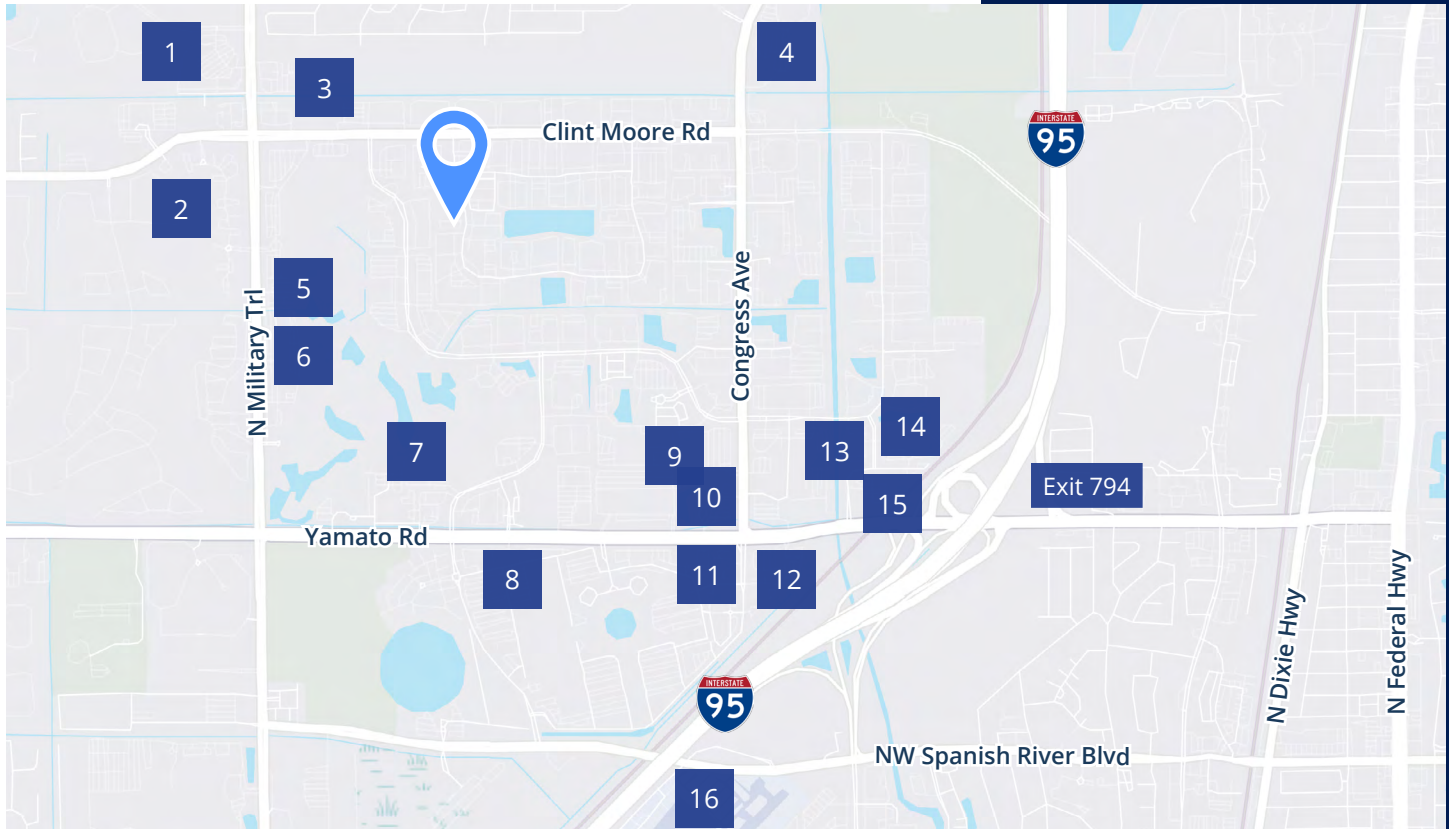 1
4
3
Clint Moore Rd
INTERSTATE
95
2
5
N Military Trl
Congress Ave
6
7
9
14
13
10
15
Exit 794
Yamato Rd
8
11
12
N Dixie Hwy
N Federal Hwy
INTERSTATE
95
NW Spanish River Blvd
16